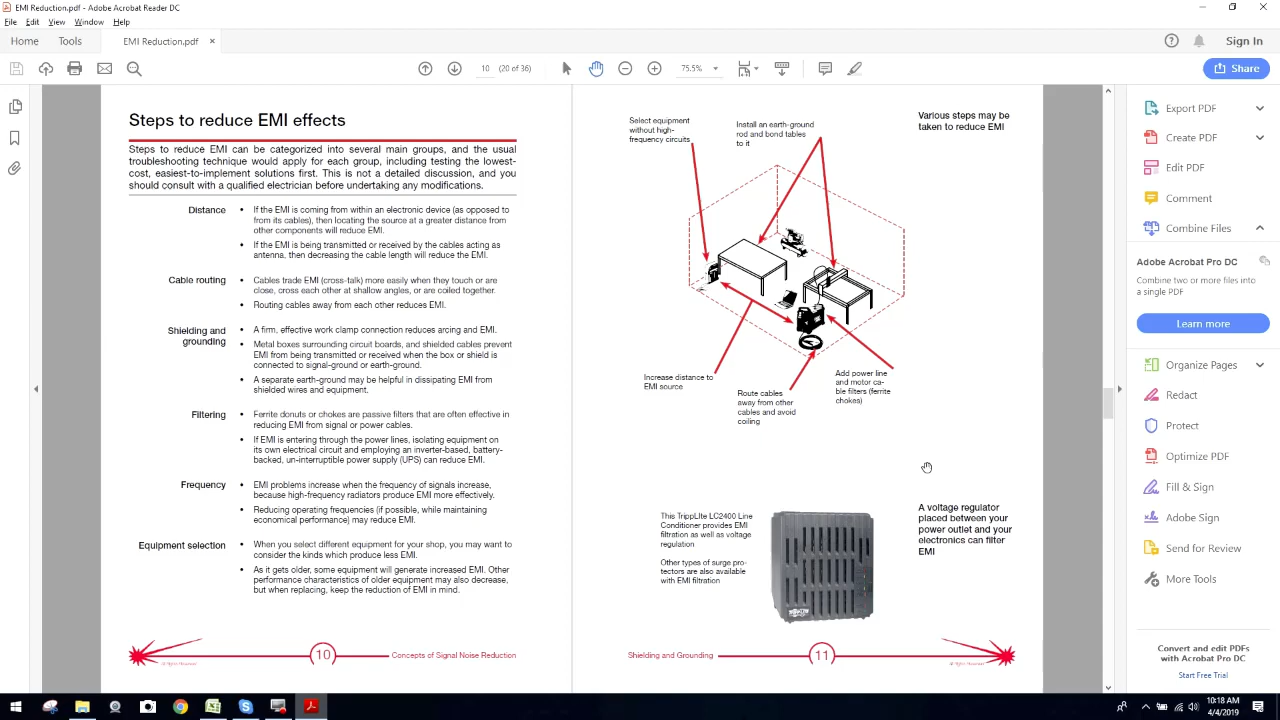 EMI Reduction.pdf - Adobe Acrobat Reader DC
File Edit View Window Help
Home Tools EMI Reduction.pdf × Sign In
10 (20 of 36) 75.5% Share
Steps to reduce EMI effects
Steps to reduce EMI can be categorized into several main groups, and the usual
troubleshooting technique would apply for each group, including testing the lowest-
cost, easiest-to-implement solutions first. This is not a detailed discussion, and you
should consult with a qualified electrician before undertaking any modifications.
Distance
• If the EMI is coming from within an electronic device (as opposed to
from its cables), then locating the source at a greater distance from
other components will reduce EMI.
• If the EMI is being transmitted or received by the cables acting as
antenna, then decreasing the cable length will reduce the EMI.
Cable routing
• Cables trade EMI (cross-talk) more easily when they touch or are
close, cross each other at shallow angles, or are coiled together.
• Routing cables away from each other reduces EMI.
Shielding and
grounding
• A firm, effective work clamp connection reduces arcing and EMI.
• Metal boxes surrounding circuit boards, and shielded cables prevent
EMI from being transmitted or received when the box or shield is
connected to signal-ground or earth-ground.
• A separate earth-ground may be helpful in dissipating EMI from
shielded wires and equipment.
Filtering
• Ferrite donuts or chokes are passive filters that are often effective in
reducing EMI from signal or power cables.
• If EMI is entering through the power lines, isolating equipment on
its own electrical circuit and employing an inverter-based, battery-
backed, un-interruptible power supply (UPS) can reduce EMI.
Frequency
• EMI problems increase when the frequency of signals increase,
because high-frequency radiators produce EMI more effectively.
• Reducing operating frequencies (if possible, while maintaining
economical performance) may reduce EMI.
Equipment selection
• When you select different equipment for your shop, you may want to
consider the kinds which produce less EMI.
• As it gets older, some equipment will generate increased EMI. Other
performance characteristics of older equipment may also decrease,
but when replacing, keep the reduction of EMI in mind.
10
Concepts of Signal Noise Reduction
All Rights Reserved
Select equipment
without high-
frequency circuits
Install an earth-ground
rod and bond tables
to it
Various steps may be
taken to reduce EMI
Increase distance to
EMI source
Route cables
away from other
cables and avoid
coiling
Add power line
and motor ca-
ble filters (ferrite
chokes)
This TrippLIte LC2400 Line
Conditioner provides EMI
filtration as well as voltage
regulation
Other types of surge pro-
tectors are also available
with EMI filtration
TRIPP·LITE
A voltage regulator
placed between your
power outlet and your
electronics can filter
EMI
Shielding and Grounding
11
All Rights Reserved
Export PDF
Create PDF
Edit PDF
Comment
Combine Files
Adobe Acrobat Pro DC
Combine two or more files into
a single PDF
Learn more
Organize Pages
Redact
Protect
Optimize PDF
Fill & Sign
Adobe Sign
Send for Review
More Tools
Convert and edit PDFs
with Acrobat Pro DC
Start Free Trial
10:18 AM
4/4/2019